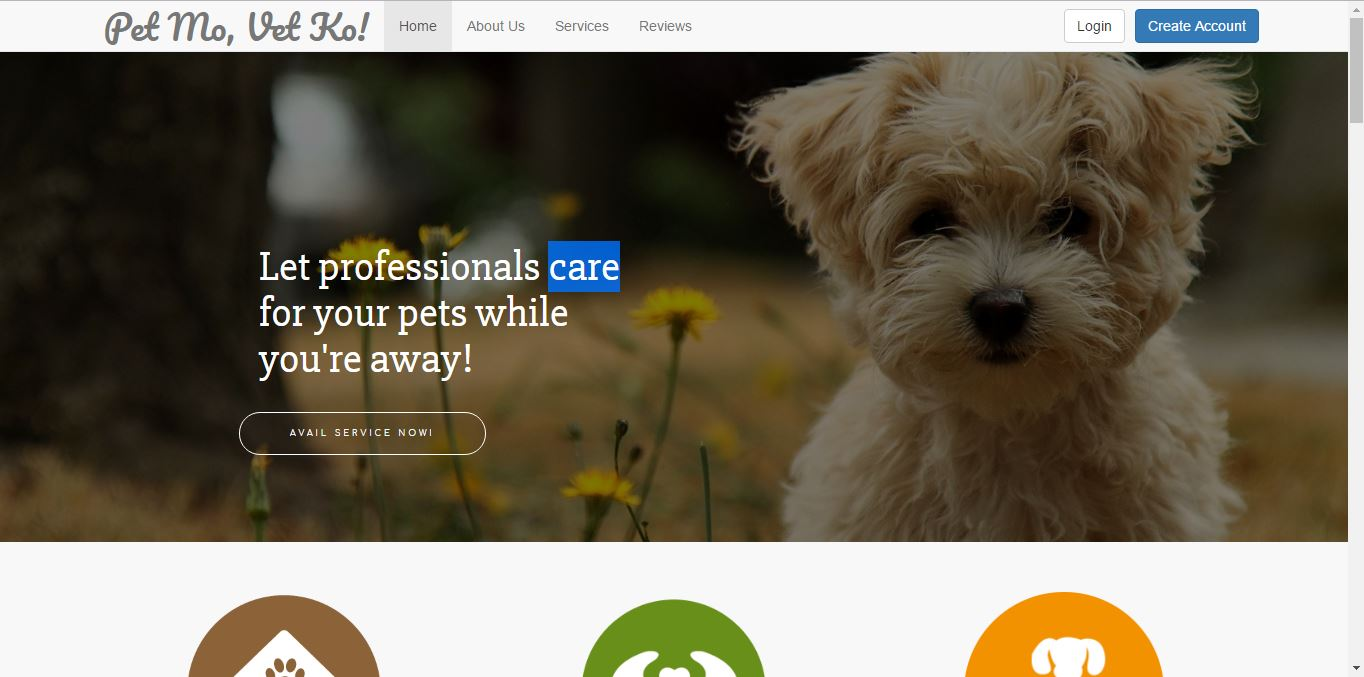 Pet Mo, Vet Ko!
Home
About Us
Services
Reviews
Login
Create Account
Let professionals care
for your pets while
you're away!
AVAIL SERVICE NOW!